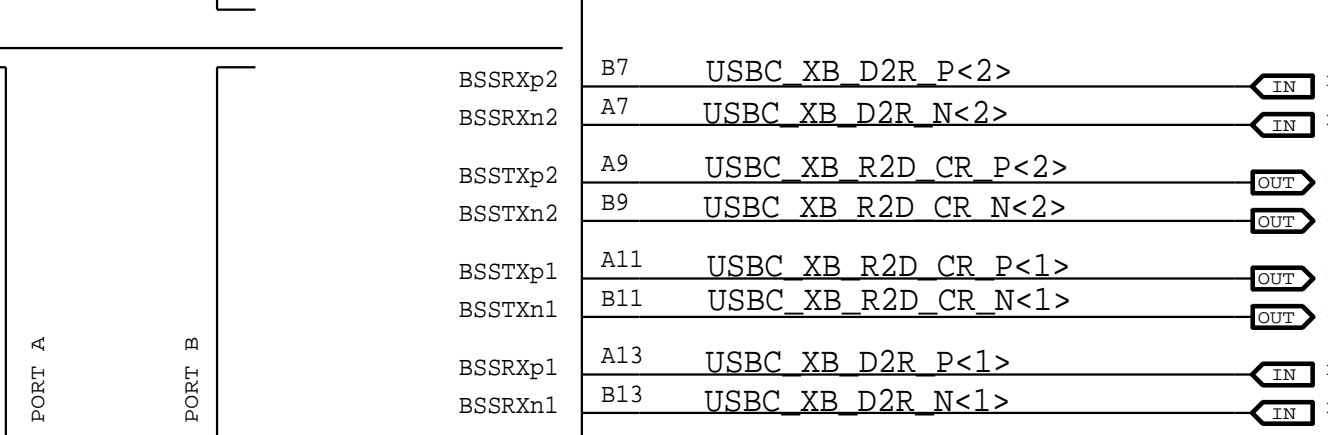 BSSRXp2 B7 USBC_XB_D2R_P<2> IN
BSSRXn2 A7 USBC_XB_D2R_N<2> IN
BSSTXp2 A9 USBC_XB_R2D_CR_P<2> OUT
BSSTXn2 B9 USBC_XB_R2D_CR_N<2> OUT
BSSTXp1 A11 USBC_XB_R2D_CR_P<1> OUT
BSSTXn1 B11 USBC_XB_R2D_CR_N<1> OUT
BSSRXp1 A13 USBC_XB_D2R_P<1> IN
BSSRXn1 B13 USBC_XB_D2R_N<1> IN
PORT A
PORT B